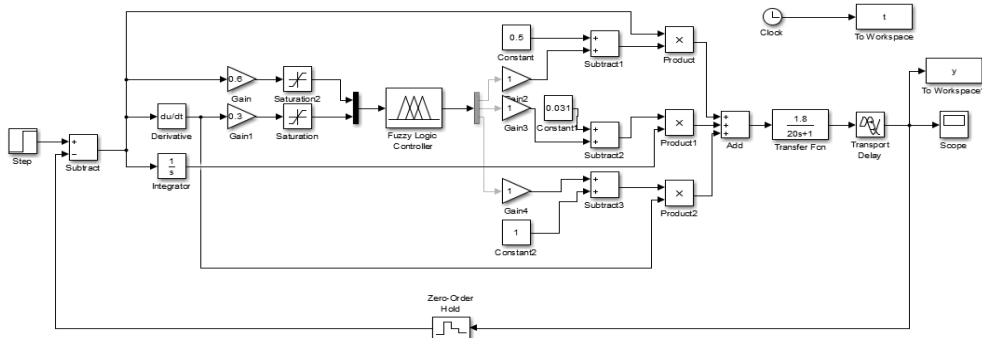 Step
+
−
Subtract
0.6
Gain
Saturation2
du/dt
Derivative
0.3
Gain1
Saturation
1
s
Integrator
Fuzzy Logic
Controller
0.5
Constant
+
+
Subtract1
×
Product
1
Gain2
1
Gain3
0.031
Constant1
+
+
Subtract2
×
Product1
1
Gain4
+
+
Subtract3
1
Constant2
×
Product2
+
+
+
Add
1.8
20s+1
Transfer Fcn
Transport
Delay
Scope
Clock
t
To Workspace
y
To Workspace1
Zero-Order
Hold